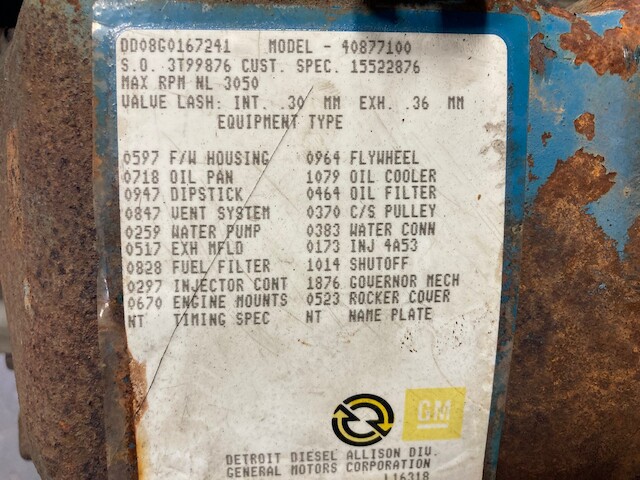 DD08G0167241 MODEL - 40877100
S.O. 3T99876 CUST. SPEC. 15522876
MAX RPM NL 3050
VALVE LASH: INT. .30 MM EXH. .36 MM
EQUIPMENT TYPE
0597 F/W HOUSING 0964 FLYWHEEL
0718 OIL PAN 1079 OIL COOLER
0947 DIPSTICK 0464 OIL FILTER
0847 VENT SYSTEM 0370 C/S PULLEY
0259 WATER PUMP 0383 WATER CONN
0517 EXH MFLD 0173 INJ 4A53
0828 FUEL FILTER 1014 SHUTOFF
0297 INJECTOR CONT 1876 GOVERNOR MECH
0670 ENGINE MOUNTS 0523 ROCKER COVER
NT TIMING SPEC NT NAME PLATE
GM
DETROIT DIESEL ALLISON DIV.
GENERAL MOTORS CORPORATION
L16318